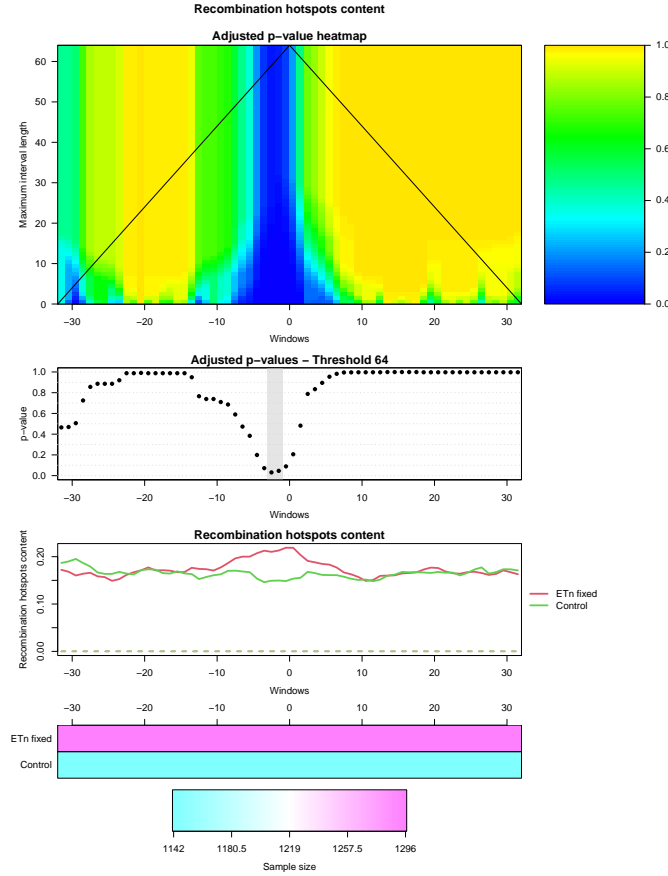 Recombination hotspots content
Adjusted p−value heatmap
Maximum interval length
60
50
40
30
20
10
0
−30 −20 −10 0 10 20 30
Windows
1.0
0.8
0.6
0.4
0.2
0.0
Adjusted p−values − Threshold 64
p−value
1.0
0.8
0.6
0.4
0.2
0.0
−30 −20 −10 0 10 20 30
Windows
Recombination hotspots content
Recombination hotspots content
0.20
0.10
0.00
ETn fixed
Control
−30 −20 −10 0 10 20 30
Windows
−30 −20 −10 0 10 20 30
ETn fixed
Control
1142 1180.5 1219 1257.5 1296
Sample size